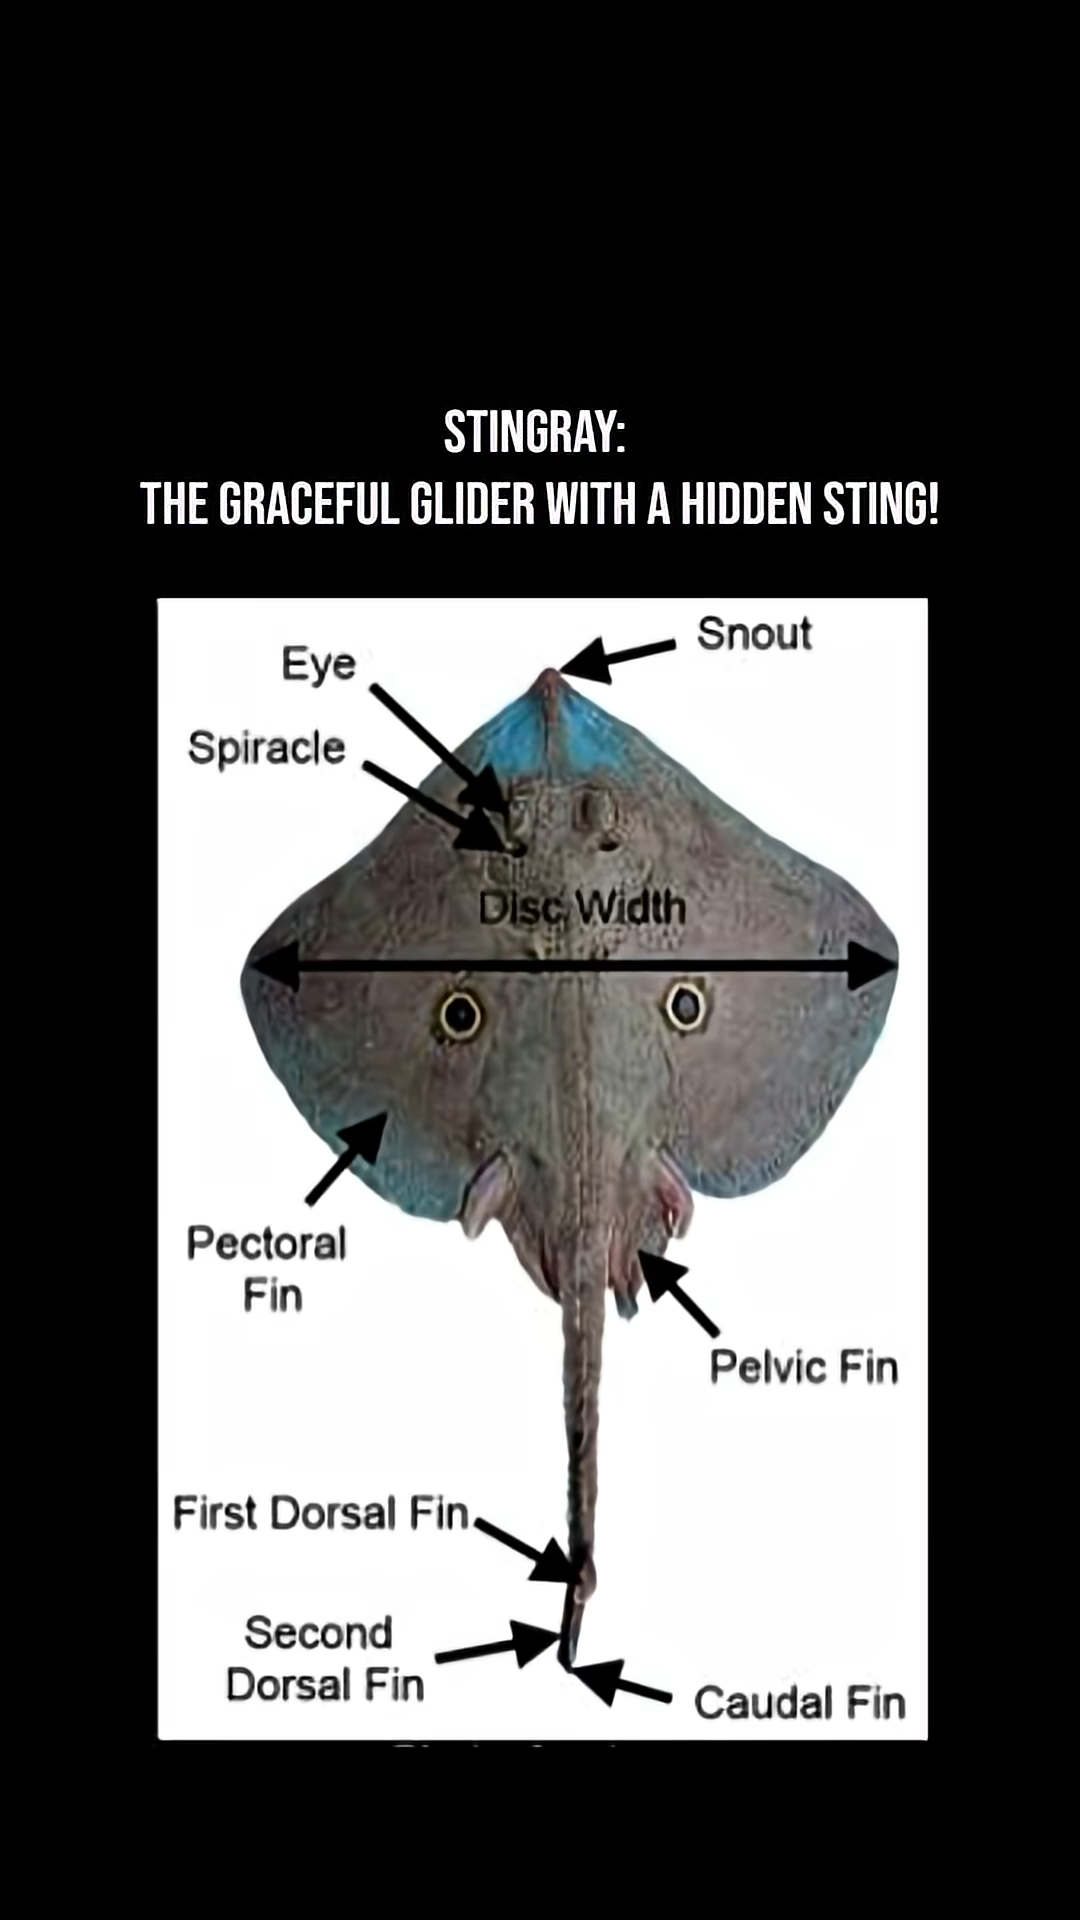 STINGRAY:
THE GRACEFUL GLIDER WITH A HIDDEN STING!
Snout
Eye
Spiracle
Disc Width
Pectoral
Fin
Pelvic Fin
First Dorsal Fin
Second
Dorsal Fin
Caudal Fin